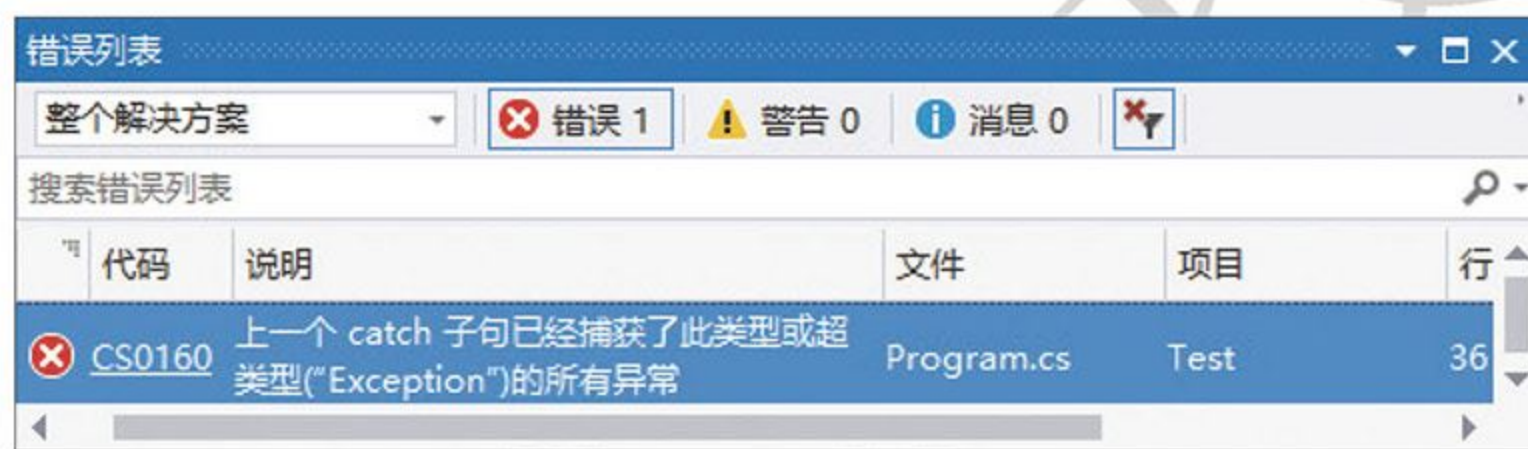 错误列表
整个解决方案 错误 1 警告 0 消息 0
搜索错误列表
代码 说明 文件 项目 行
CS0160 上一个 catch 子句已经捕获了此类型或超类型("Exception")的所有异常 Program.cs Test 36